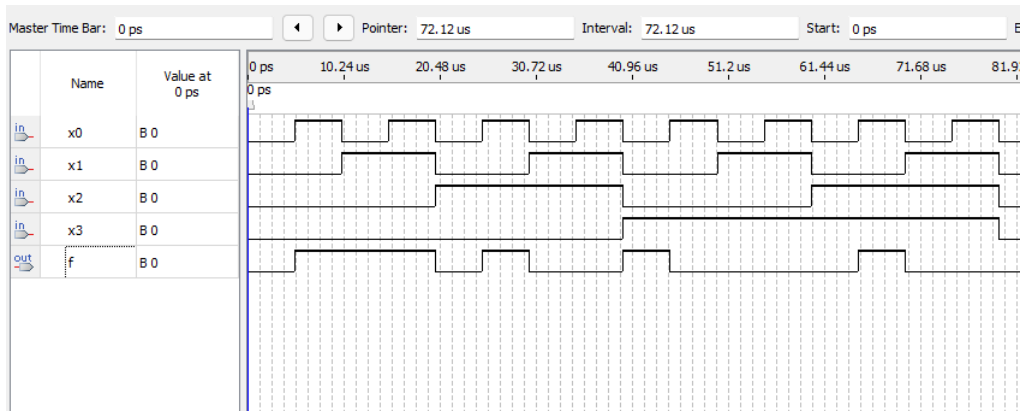 Master Time Bar: 0 ps Pointer: 72.12 us Interval: 72.12 us Start: 0 ps E
Name Value at 0 ps
0 ps 10.24 us 20.48 us 30.72 us 40.96 us 51.2 us 61.44 us 71.68 us 81.9
0 ps
in x0 B 0
in x1 B 0
in x2 B 0
in x3 B 0
out f B 0